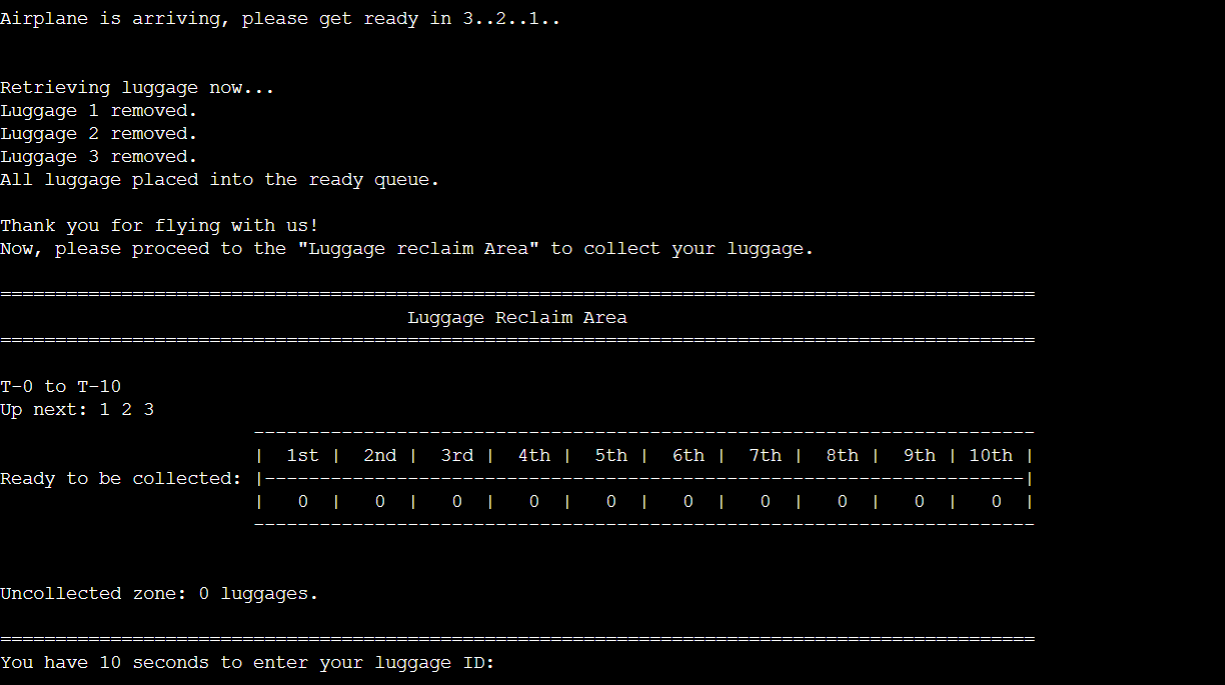 Airplane is arriving, please get ready in 3..2..1..
Retrieving luggage now...
Luggage 1 removed.
Luggage 2 removed.
Luggage 3 removed.
All luggage placed into the ready queue.
Thank you for flying with us!
Now, please proceed to the "Luggage reclaim Area" to collect your luggage.
==============================================================================================
Luggage Reclaim Area
==============================================================================================
T-0 to T-10
Up next: 1 2 3
-----------------------------------------------------------------------
| 1st | 2nd | 3rd | 4th | 5th | 6th | 7th | 8th | 9th | 10th |
Ready to be collected: |---------------------------------------------------------------------|
| 0 | 0 | 0 | 0 | 0 | 0 | 0 | 0 | 0 | 0 |
-----------------------------------------------------------------------
Uncollected zone: 0 luggages.
==============================================================================================
You have 10 seconds to enter your luggage ID: